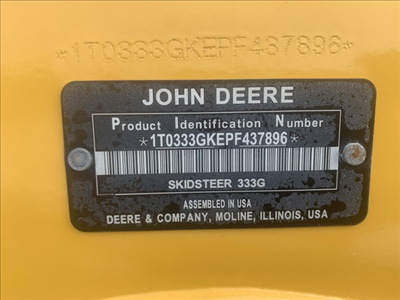 *1T0333GKEPF437896*
JOHN DEERE
Product Identification Number
*1T0333GKEPF437896*
SKIDSTEER 333G
ASSEMBLED IN USA
DEERE & COMPANY, MOLINE, ILLINOIS, USA